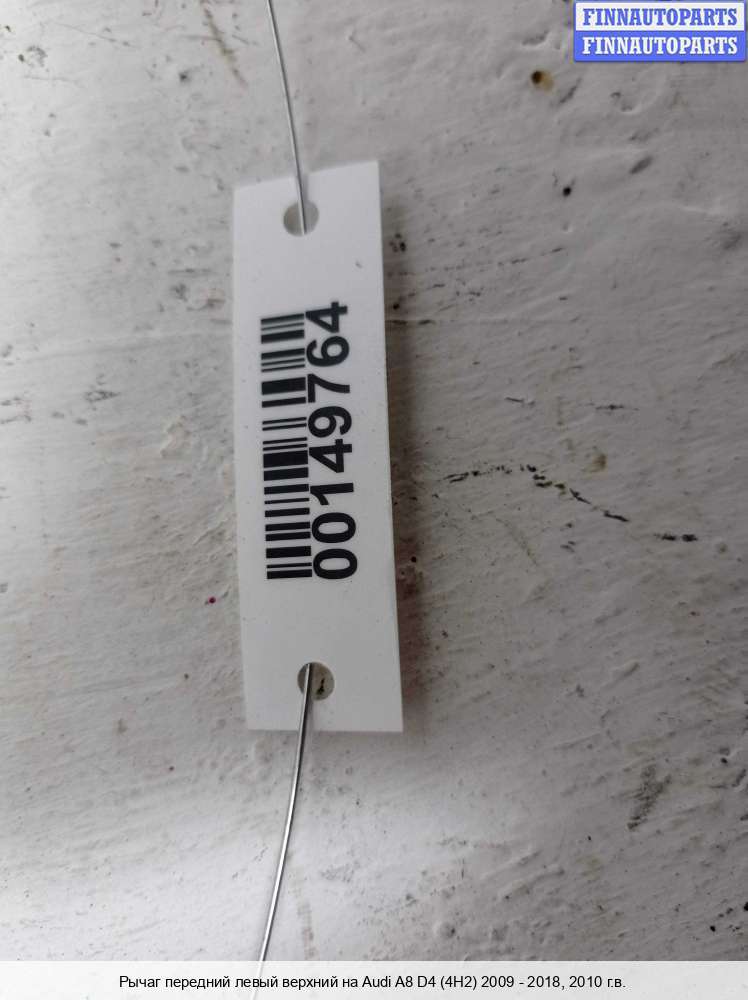 FINNAUTOPARTS
FINNAUTOPARTS
00149764
Рычаг передний левый верхний на Audi A8 D4 (4H2) 2009 - 2018, 2010 г.в.